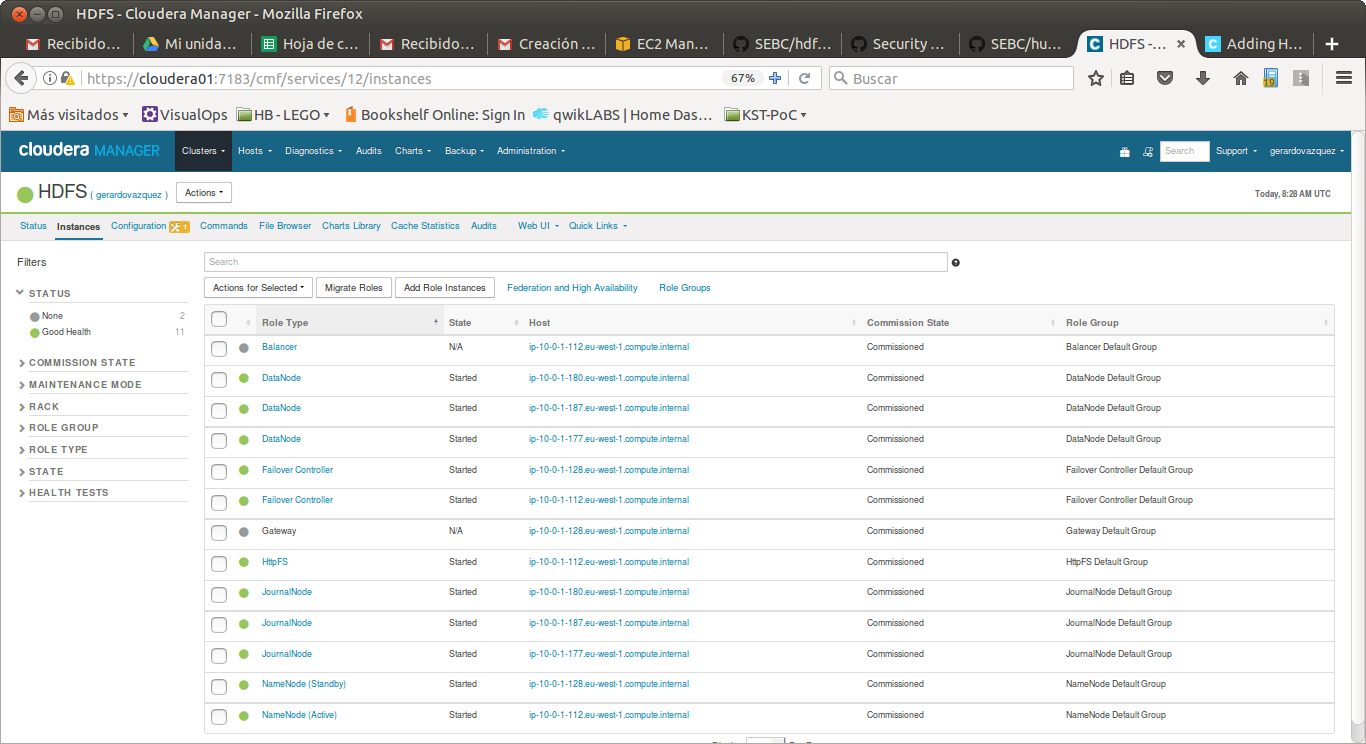 HDFS - Cloudera Manager - Mozilla Firefox
Recibido... Mi unida... Hoja de c... Recibido... Creación ... EC2 Man... SEBC/hdf... Security ... SEBC/hu... HDFS -... Adding H...
https://cloudera01:7183/cmf/services/12/instances 67% Buscar 19
Más visitados VisualOps HB - LEGO Bookshelf Online: Sign In qwikLABS | Home Das... KST-PoC
cloudera MANAGER Clusters Hosts Diagnostics Audits Charts Backup Administration Search Support gerardovazquez
HDFS ( gerardovazquez ) Actions Today, 8:28 AM UTC
Status Instances Configuration 1 Commands File Browser Charts Library Cache Statistics Audits Web UI Quick Links
Filters
Search
STATUS
None 2
Good Health 11
COMMISSION STATE
MAINTENANCE MODE
RACK
ROLE GROUP
ROLE TYPE
STATE
HEALTH TESTS
Actions for Selected Migrate Roles Add Role Instances Federation and High Availability Role Groups
Role Type State Host Commission State Role Group
Balancer N/A ip-10-0-1-112.eu-west-1.compute.internal Commissioned Balancer Default Group
DataNode Started ip-10-0-1-180.eu-west-1.compute.internal Commissioned DataNode Default Group
DataNode Started ip-10-0-1-187.eu-west-1.compute.internal Commissioned DataNode Default Group
DataNode Started ip-10-0-1-177.eu-west-1.compute.internal Commissioned DataNode Default Group
Failover Controller Started ip-10-0-1-128.eu-west-1.compute.internal Commissioned Failover Controller Default Group
Failover Controller Started ip-10-0-1-112.eu-west-1.compute.internal Commissioned Failover Controller Default Group
Gateway N/A ip-10-0-1-128.eu-west-1.compute.internal Commissioned Gateway Default Group
HttpFS Started ip-10-0-1-112.eu-west-1.compute.internal Commissioned HttpFS Default Group
JournalNode Started ip-10-0-1-180.eu-west-1.compute.internal Commissioned JournalNode Default Group
JournalNode Started ip-10-0-1-187.eu-west-1.compute.internal Commissioned JournalNode Default Group
JournalNode Started ip-10-0-1-177.eu-west-1.compute.internal Commissioned JournalNode Default Group
NameNode (Standby) Started ip-10-0-1-128.eu-west-1.compute.internal Commissioned NameNode Default Group
NameNode (Active) Started ip-10-0-1-112.eu-west-1.compute.internal Commissioned NameNode Default Group